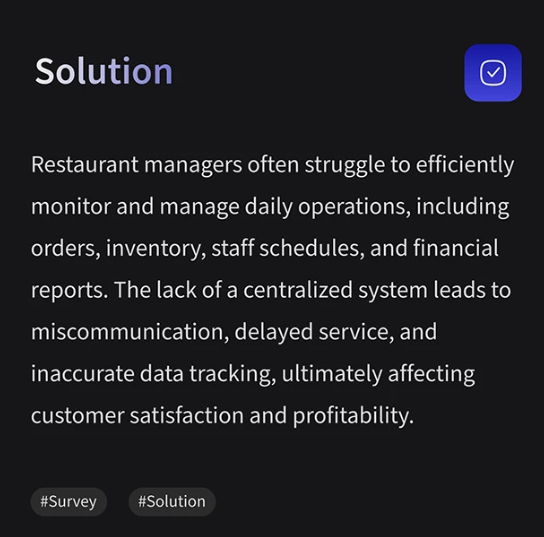 Solution
Restaurant managers often struggle to efficiently
monitor and manage daily operations, including
orders, inventory, staff schedules, and financial
reports. The lack of a centralized system leads to
miscommunication, delayed service, and
inaccurate data tracking, ultimately affecting
customer satisfaction and profitability.
#Survey #Solution